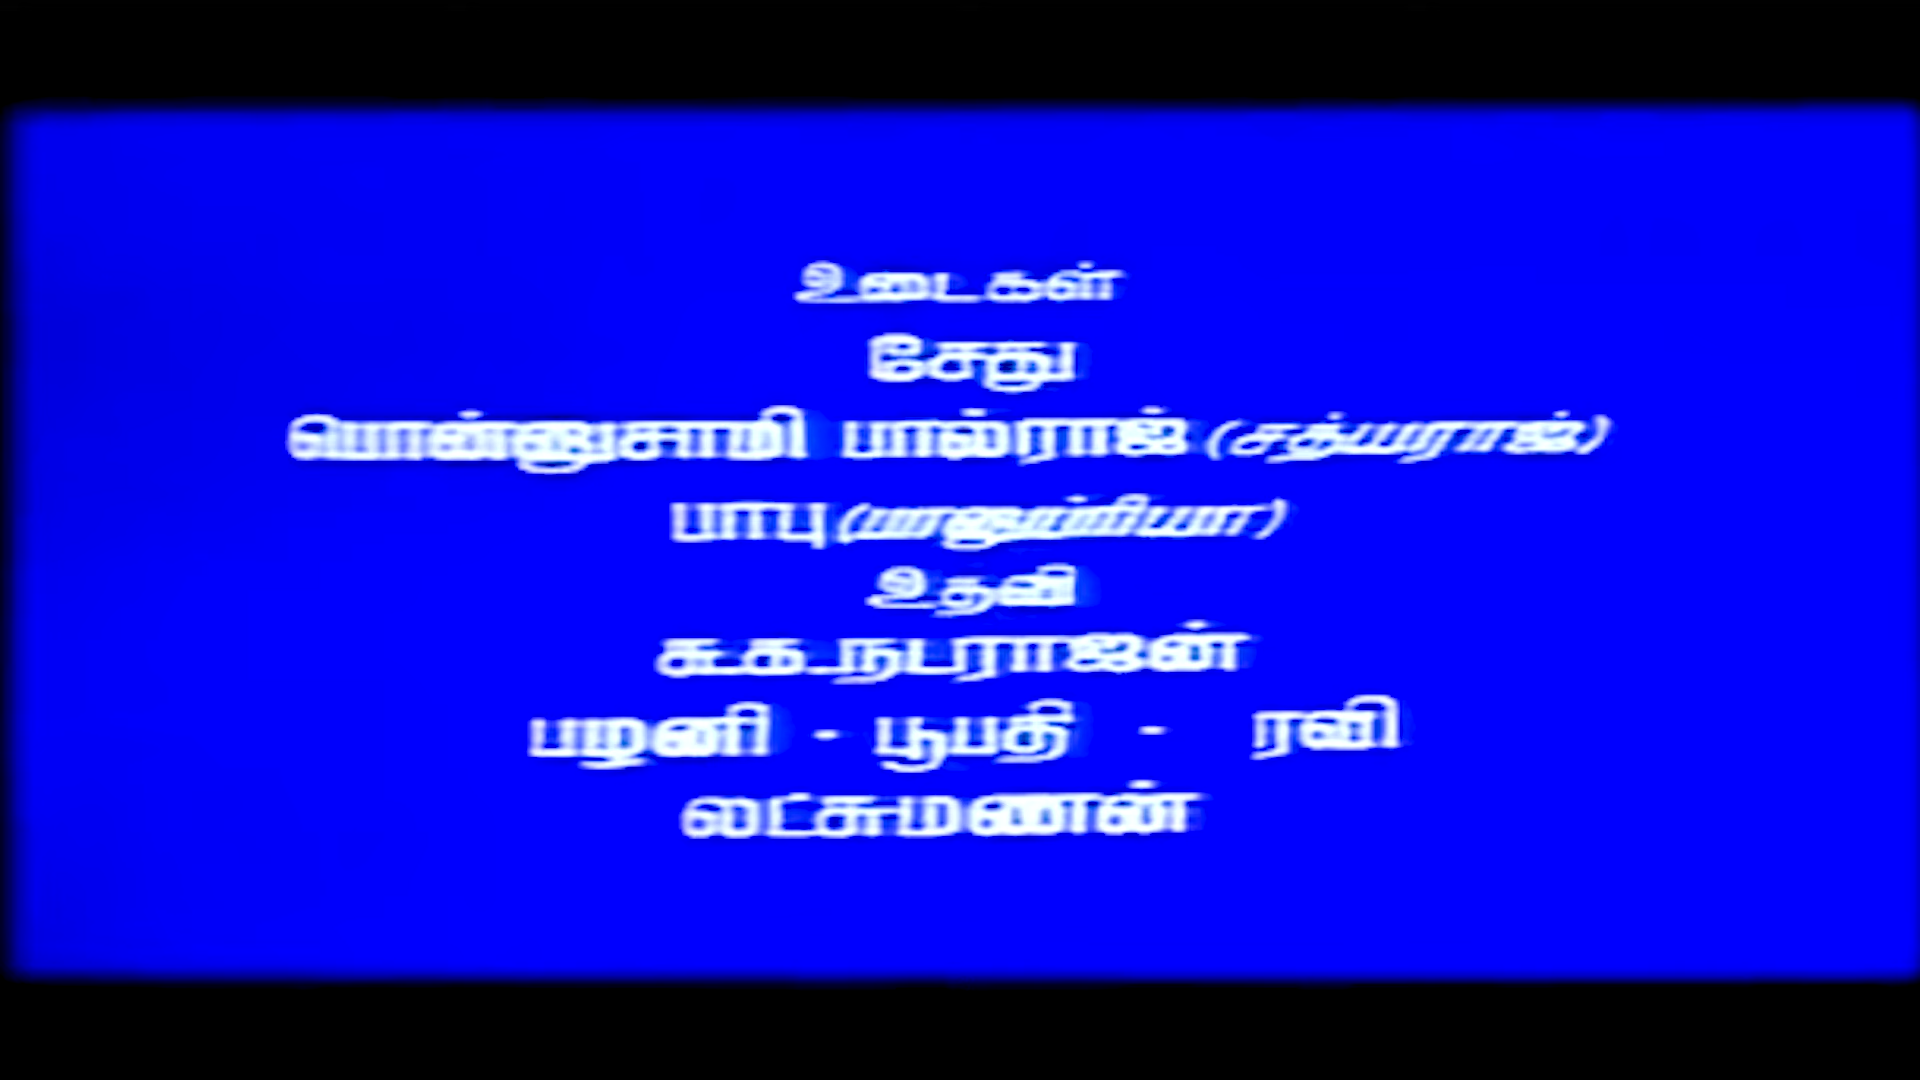 உடைகள்
சேது
பொன்னுசாமி பால்ராஜ் (சத்யராஜ்)
பாபு (பானுப்ரியா)
உதவி
சு.க.நடராஜன்
பழனி - பூபதி - ரவி
லட்சுமணன்